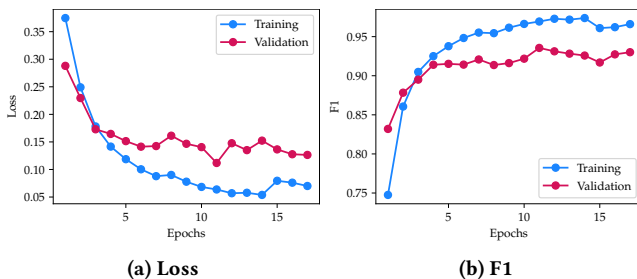 0.35
0.30
0.25
0.20
0.15
0.10
0.05
Loss
5
10
15
Epochs
Training
Validation
(a) Loss
0.95
0.90
0.85
0.80
0.75
F1
5
10
15
Epochs
Training
Validation
(b) F1